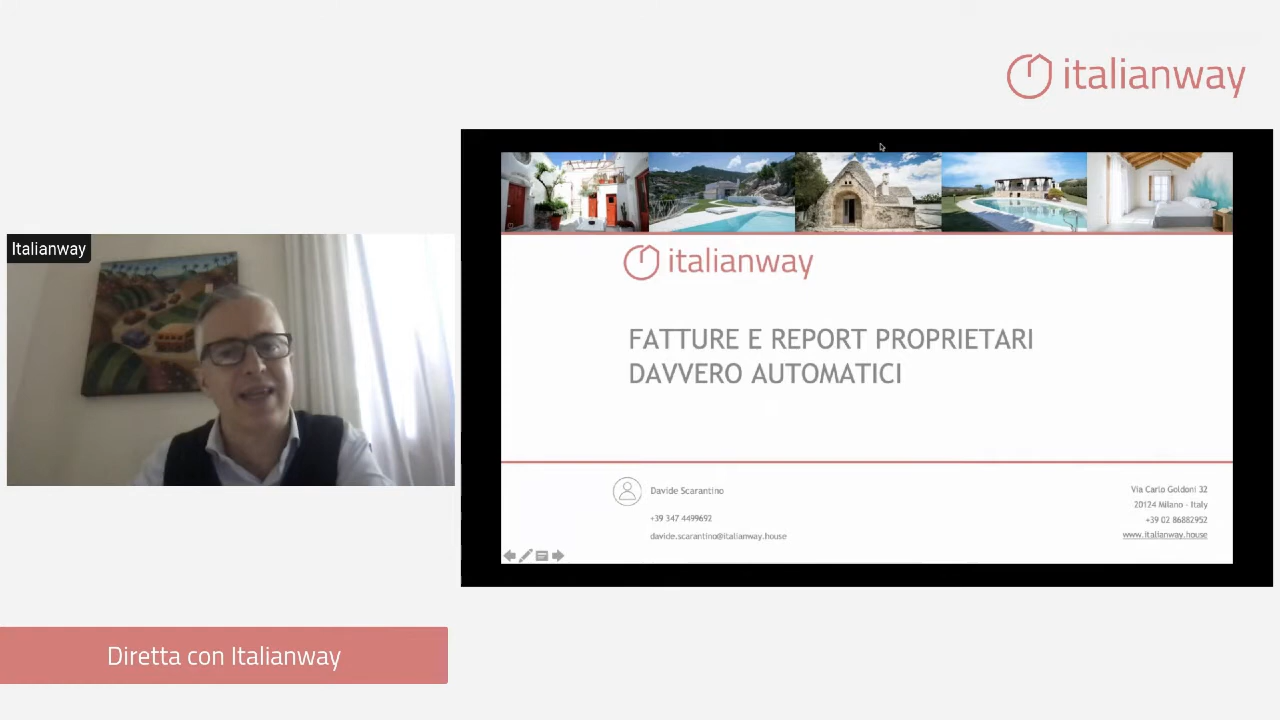 italianway
Italianway
italianway
FATTURE E REPORT PROPRIETARI
DAVVERO AUTOMATICI
Davide Scarantino
+39 347 4499692
davide.scarantino@italianway.house
Via Carlo Goldoni 32
20124 Milano - Italy
+39 02 86882952
www.italianway.house
Diretta con Italianway